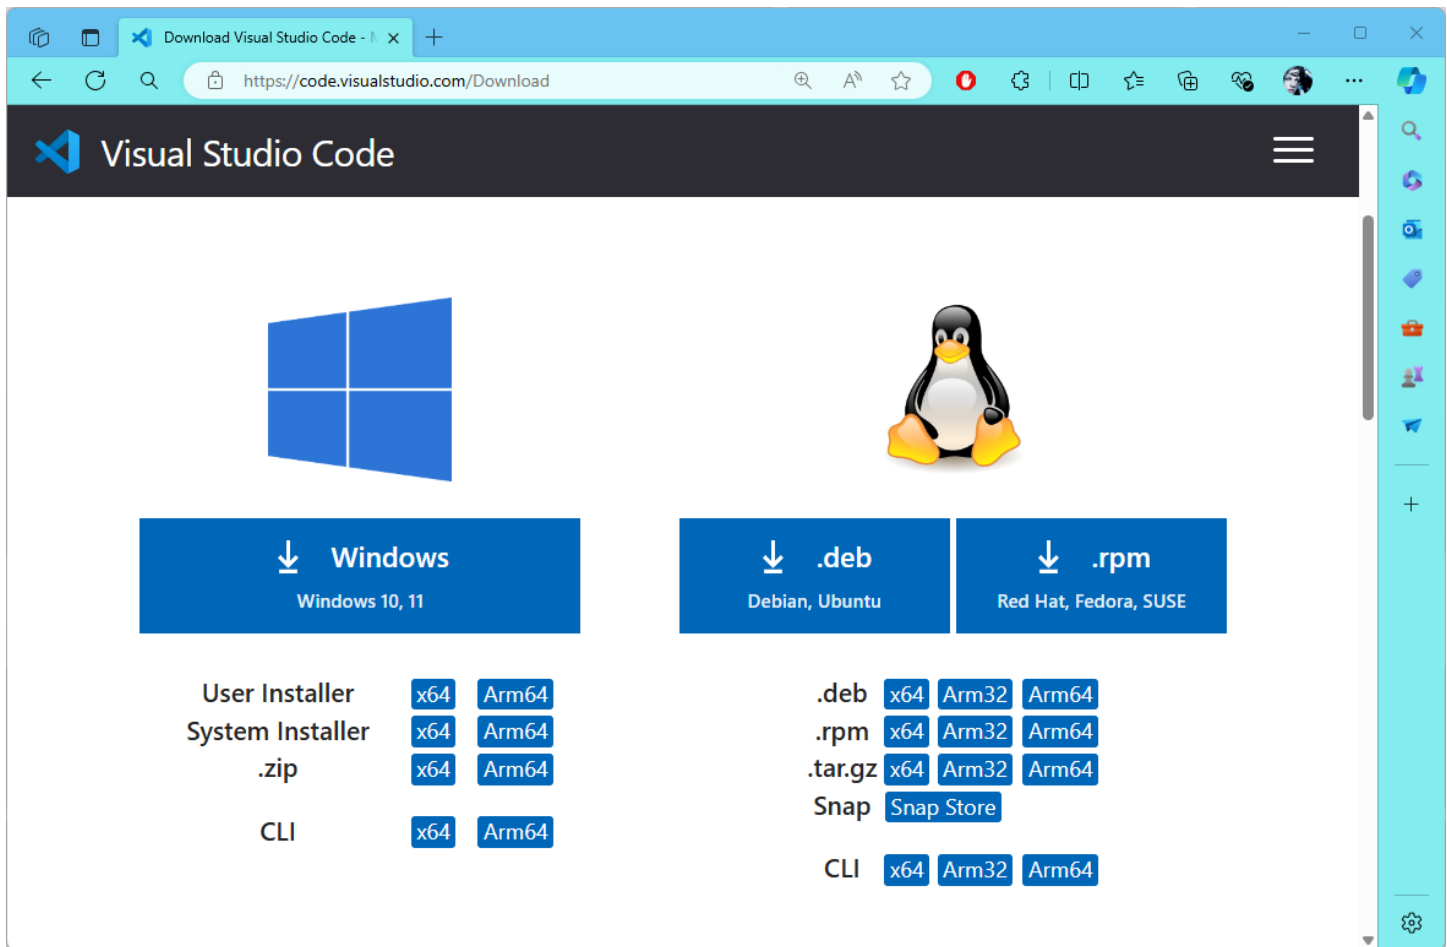 Download Visual Studio Code -
https://code.visualstudio.com/Download
Visual Studio Code
Windows
Windows 10, 11
.deb
Debian, Ubuntu
.rpm
Red Hat, Fedora, SUSE
User Installer x64 Arm64
System Installer x64 Arm64
.zip x64 Arm64
CLI x64 Arm64
.deb x64 Arm32 Arm64
.rpm x64 Arm32 Arm64
.tar.gz x64 Arm32 Arm64
Snap Snap Store
CLI x64 Arm32 Arm64